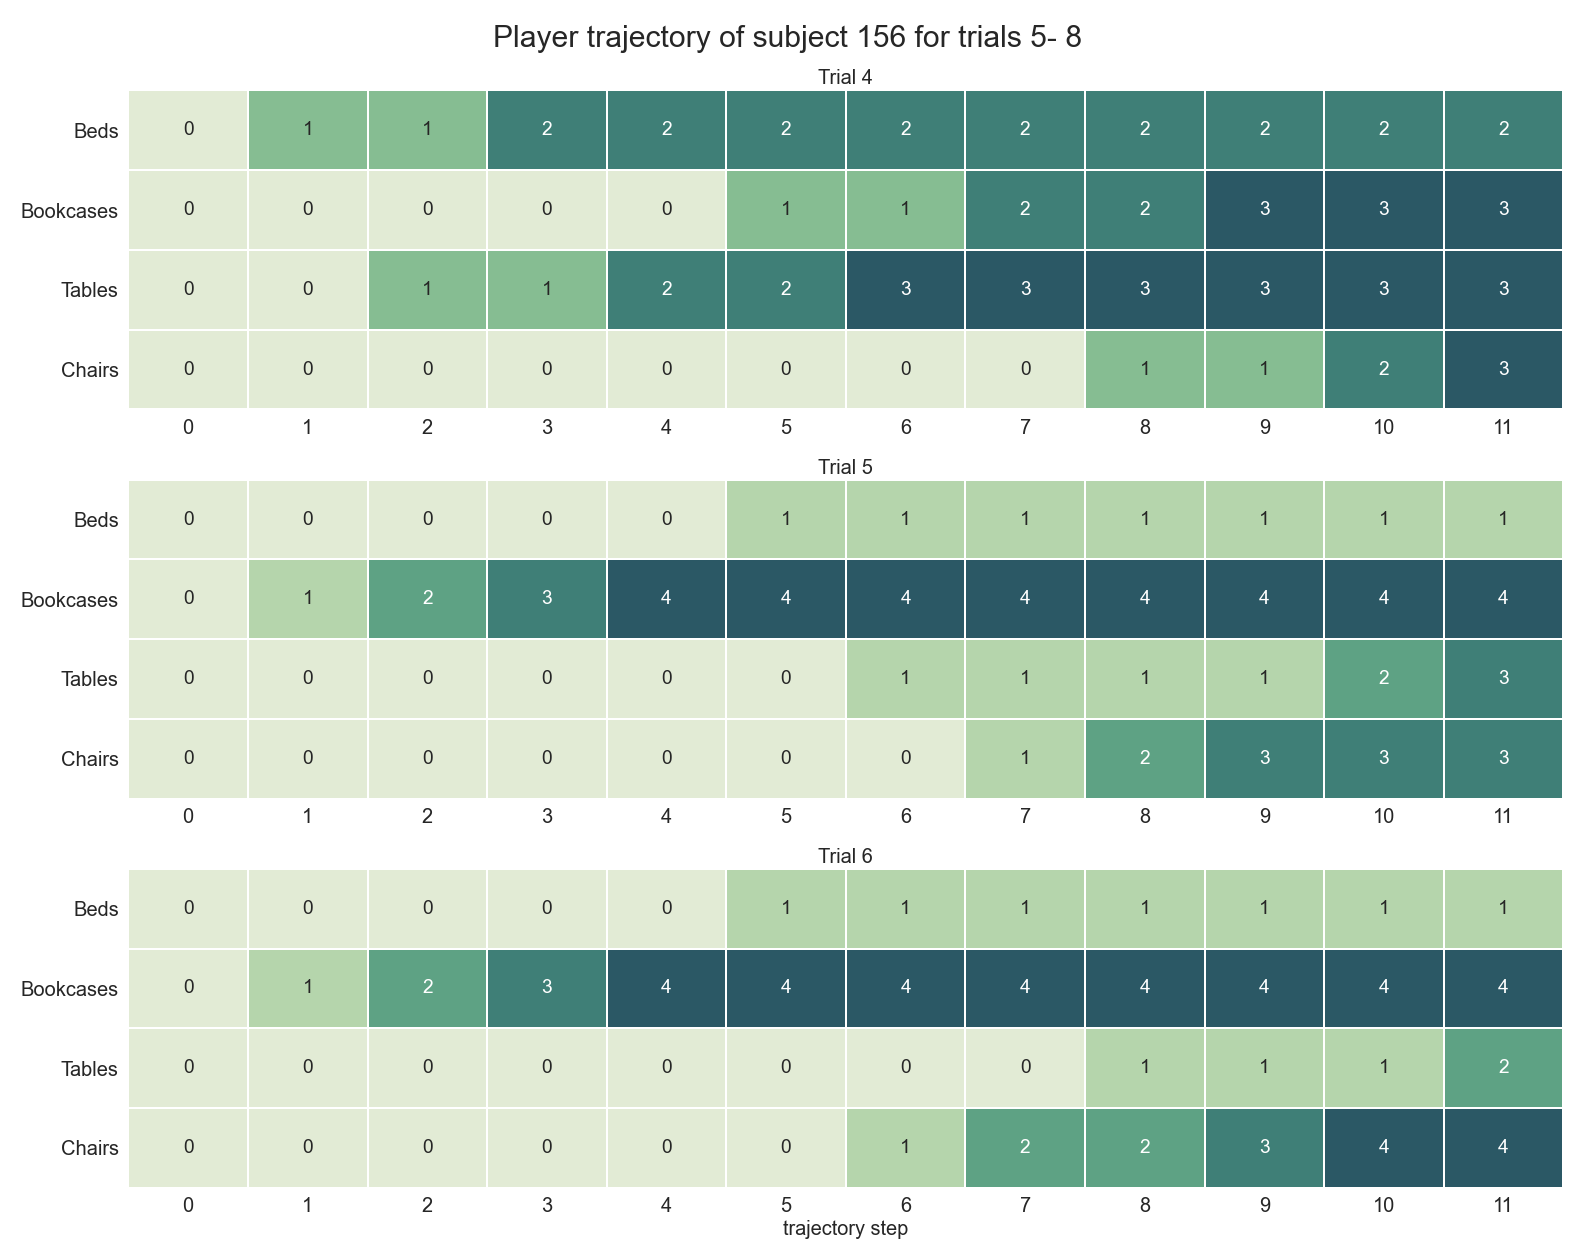 Player trajectory of subject 156 for trials 5- 8
Trial 4
Beds 0 1 1 2 2 2 2 2 2 2 2 2
Bookcases 0 0 0 0 0 1 1 2 2 3 3 3
Tables 0 0 1 1 2 2 3 3 3 3 3 3
Chairs 0 0 0 0 0 0 0 0 1 1 2 3
0 1 2 3 4 5 6 7 8 9 10 11
Trial 5
Beds 0 0 0 0 0 1 1 1 1 1 1 1
Bookcases 0 1 2 3 4 4 4 4 4 4 4 4
Tables 0 0 0 0 0 0 1 1 1 1 2 3
Chairs 0 0 0 0 0 0 0 1 2 3 3 3
0 1 2 3 4 5 6 7 8 9 10 11
Trial 6
Beds 0 0 0 0 0 1 1 1 1 1 1 1
Bookcases 0 1 2 3 4 4 4 4 4 4 4 4
Tables 0 0 0 0 0 0 0 0 1 1 1 2
Chairs 0 0 0 0 0 0 1 2 2 3 4 4
0 1 2 3 4 5 6 7 8 9 10 11
trajectory step